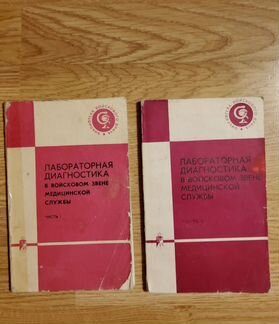 ЛАБОРАТОРНАЯ
ДИАГНОСТИКА
В ВОЙСКОВОМ ЗВЕНЕ
МЕДИЦИНСКОЙ
СЛУЖБЫ
ЧАСТЬ I
ЛАБОРАТОРНАЯ
ДИАГНОСТИКА
В ВОЙСКОВОМ ЗВЕНЕ
МЕДИЦИНСКОЙ
СЛУЖБЫ